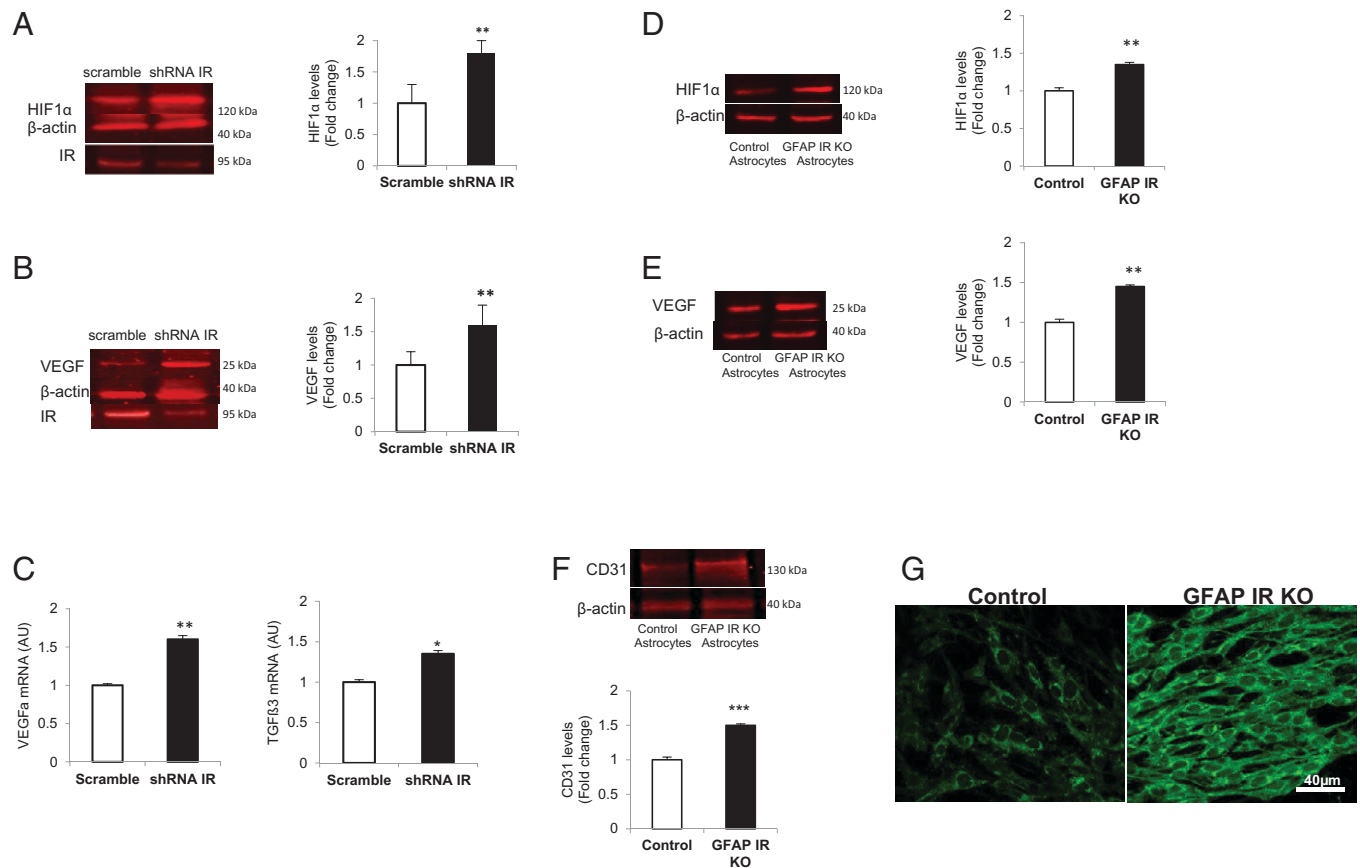 A
scramble shRNA IR
HIF1α
120 kDa
β-actin
40 kDa
IR
95 kDa
HIF1α levels
(Fold change)
2
1.5
1
0.5
0
**
Scramble shRNA IR
B
scramble shRNA IR
VEGF
25 kDa
β-actin
40 kDa
IR
95 kDa
VEGF levels
(Fold change)
2
1.5
1
0.5
0
**
Scramble shRNA IR
C
VEGFa mRNA (AU)
2
1.5
1
0.5
0
**
Scramble shRNA IR
TGFß3 mRNA (AU)
2
1.5
1
0.5
0
*
Scramble shRNA IR
D
HIF1α
120 kDa
β-actin
40 kDa
Control GFAP IR KO
Astrocytes Astrocytes
HIF1α levels
(Fold change)
2
1.5
1
0.5
0
**
Control GFAP IR
KO
E
VEGF
25 kDa
β-actin
40 kDa
Control GFAP IR KO
Astrocytes Astrocytes
VEGF levels
(Fold change)
2
1.5
1
0.5
0
**
Control GFAP IR
KO
F
CD31
130 kDa
β-actin
40 kDa
Control GFAP IR KO
Astrocytes Astrocytes
CD31 levels
(Fold change)
2
1.5
1
0.5
0
***
Control GFAP IR
KO
G
Control GFAP IR KO
40µm